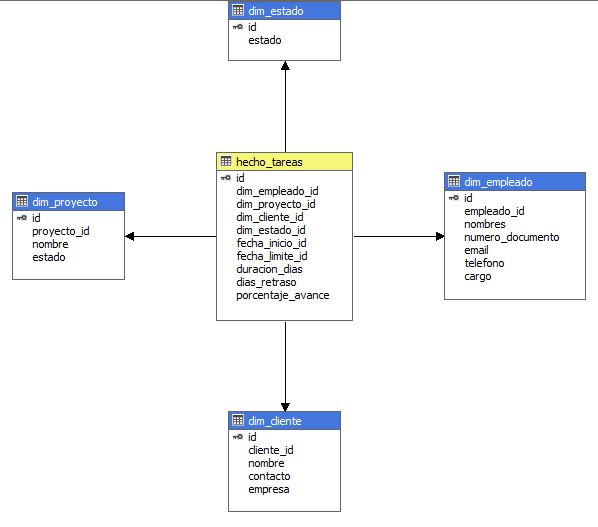 dim_estado
id
estado
hecho_tareas
id
dim_empleado_id
dim_proyecto_id
dim_cliente_id
dim_estado_id
fecha_inicio_id
fecha_limite_id
duracion_dias
dias_retraso
porcentaje_avance
dim_proyecto
id
proyecto_id
nombre
estado
dim_empleado
id
empleado_id
nombres
numero_documento
email
telefono
cargo
dim_cliente
id
cliente_id
nombre
contacto
empresa